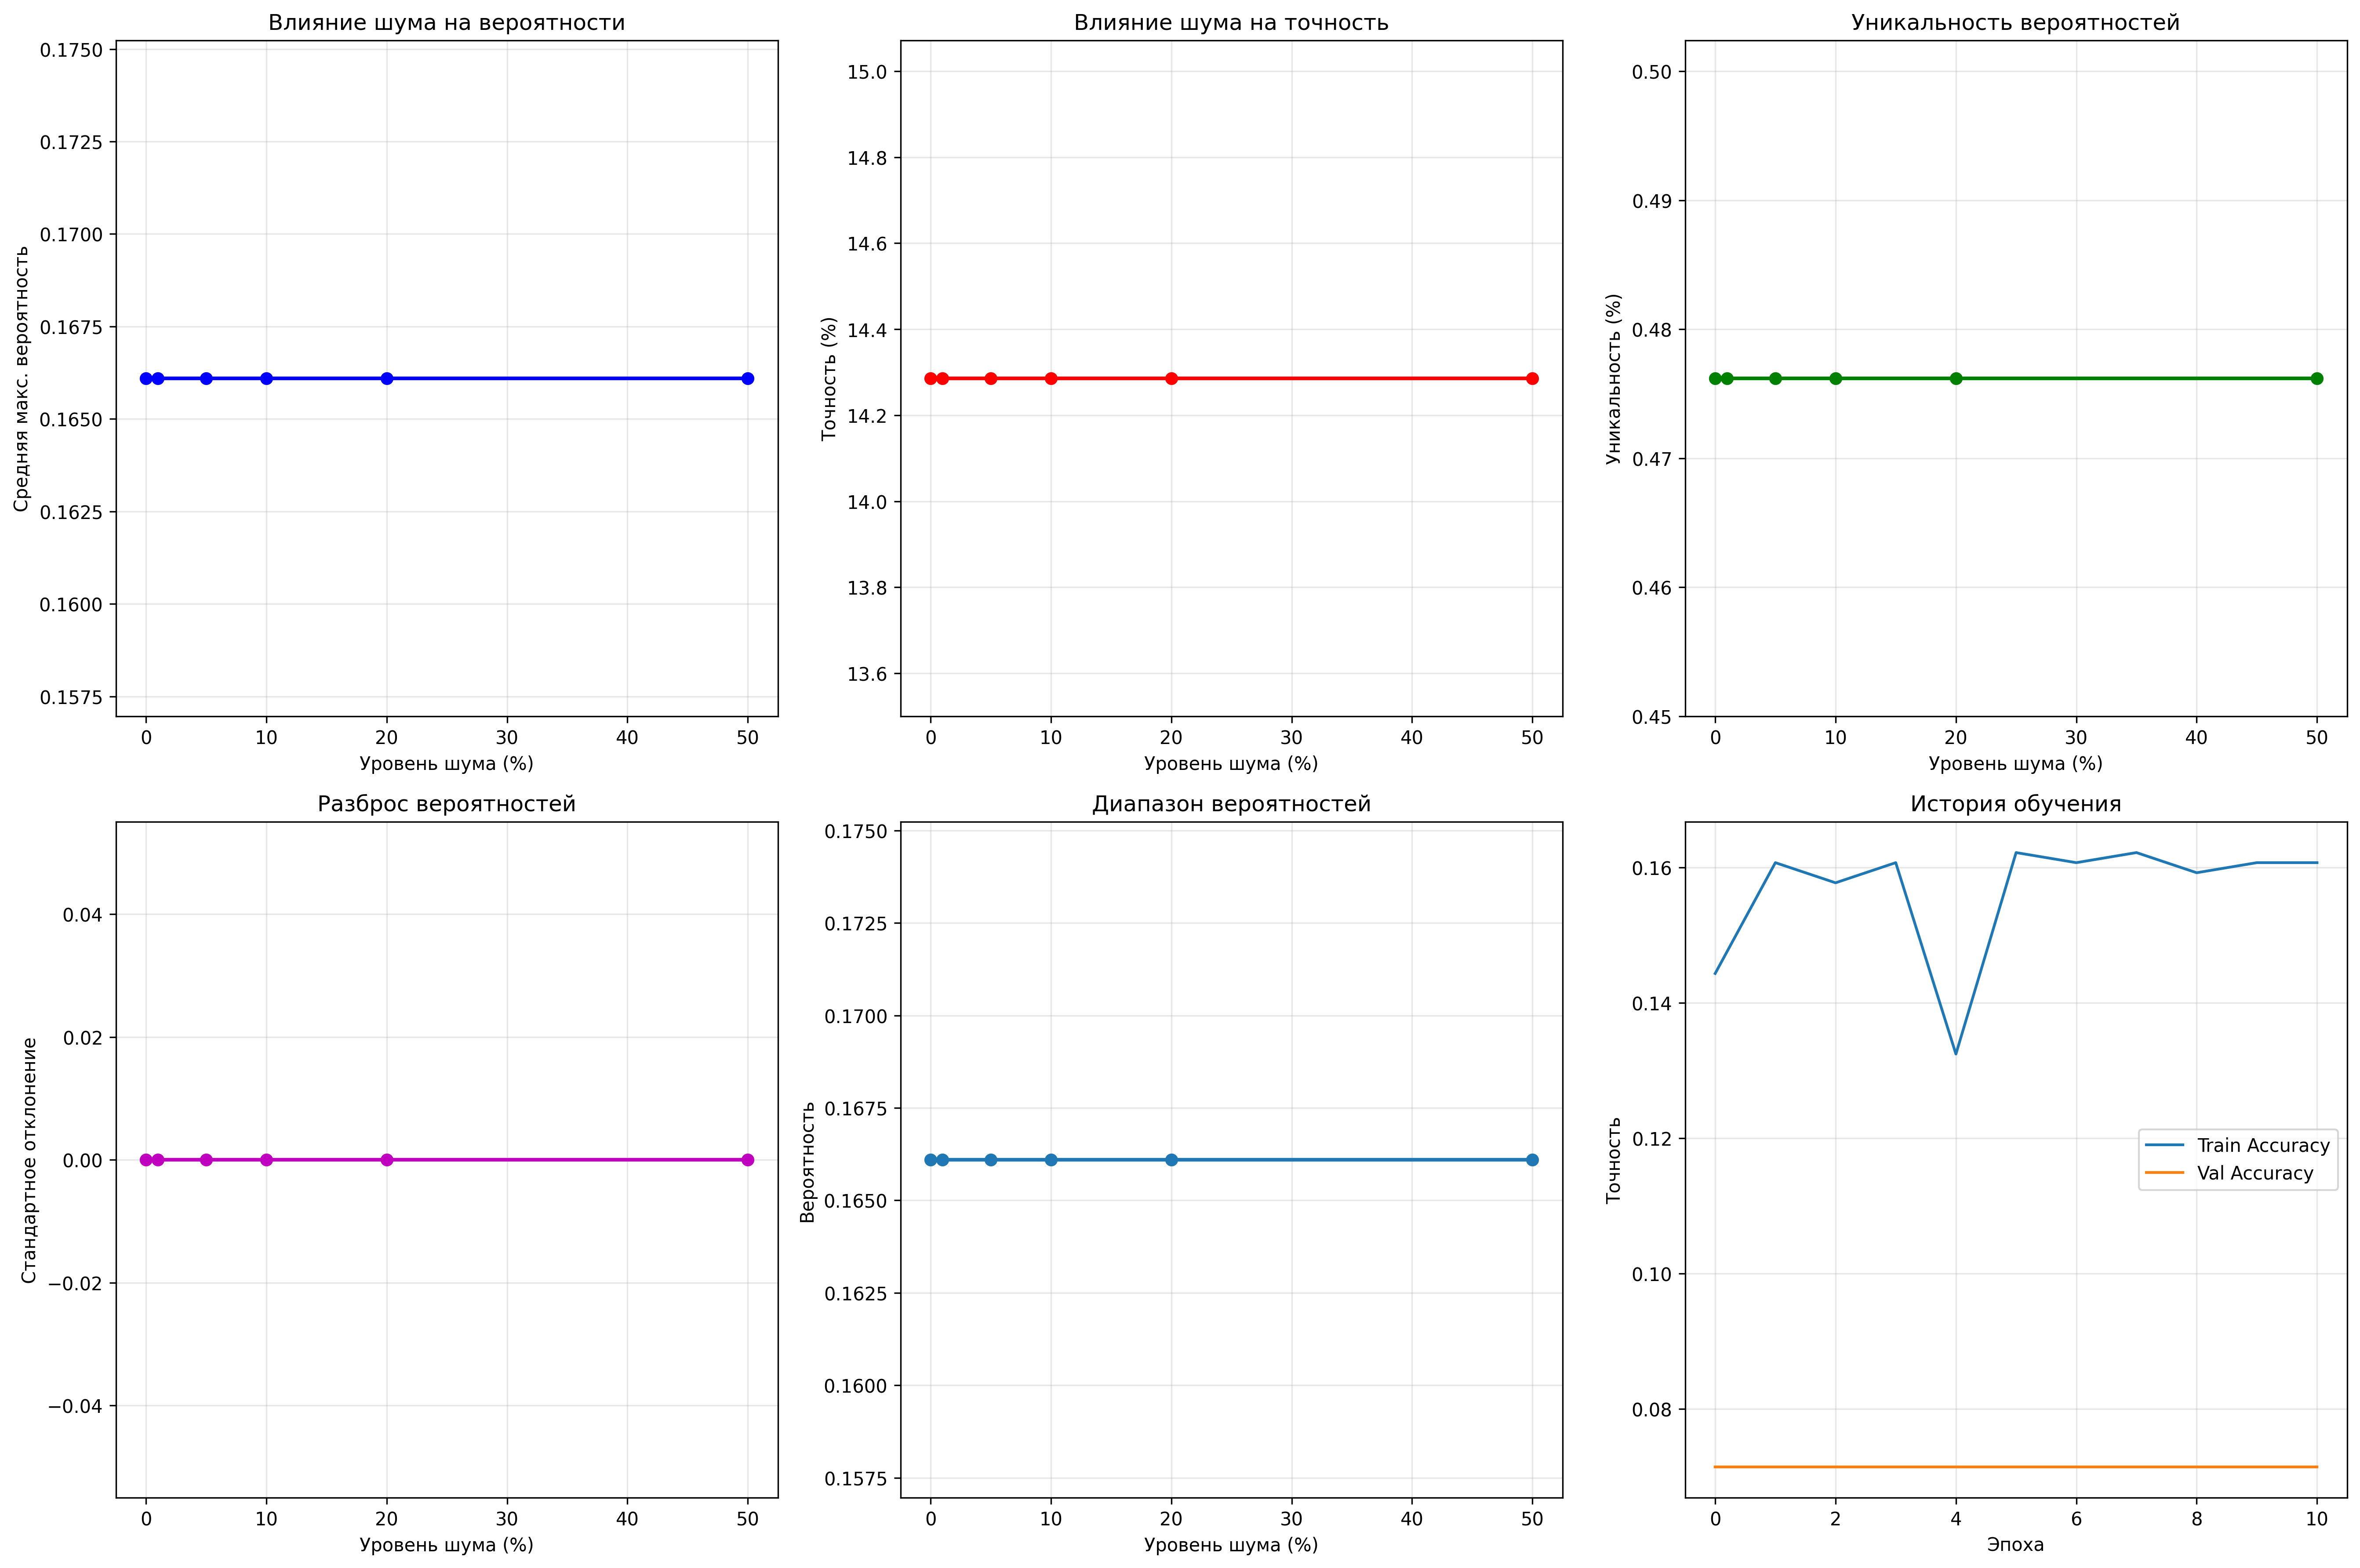 Влияние шума на вероятности
Средняя макс. вероятность
0.1750
0.1725
0.1700
0.1675
0.1650
0.1625
0.1600
0.1575
0 10 20 30 40 50
Уровень шума (%)
Влияние шума на точность
Точность (%)
15.0
14.8
14.6
14.4
14.2
14.0
13.8
13.6
0 10 20 30 40 50
Уровень шума (%)
Уникальность вероятностей
Уникальность (%)
0.50
0.49
0.48
0.47
0.46
0.45
0 10 20 30 40 50
Уровень шума (%)
Разброс вероятностей
Стандартное отклонение
0.04
0.02
0.00
−0.02
−0.04
0 10 20 30 40 50
Уровень шума (%)
Диапазон вероятностей
Вероятность
0.1750
0.1725
0.1700
0.1675
0.1650
0.1625
0.1600
0.1575
0 10 20 30 40 50
Уровень шума (%)
История обучения
Точность
0.16
0.14
0.12
0.10
0.08
Train Accuracy
Val Accuracy
0 2 4 6 8 10
Эпоха